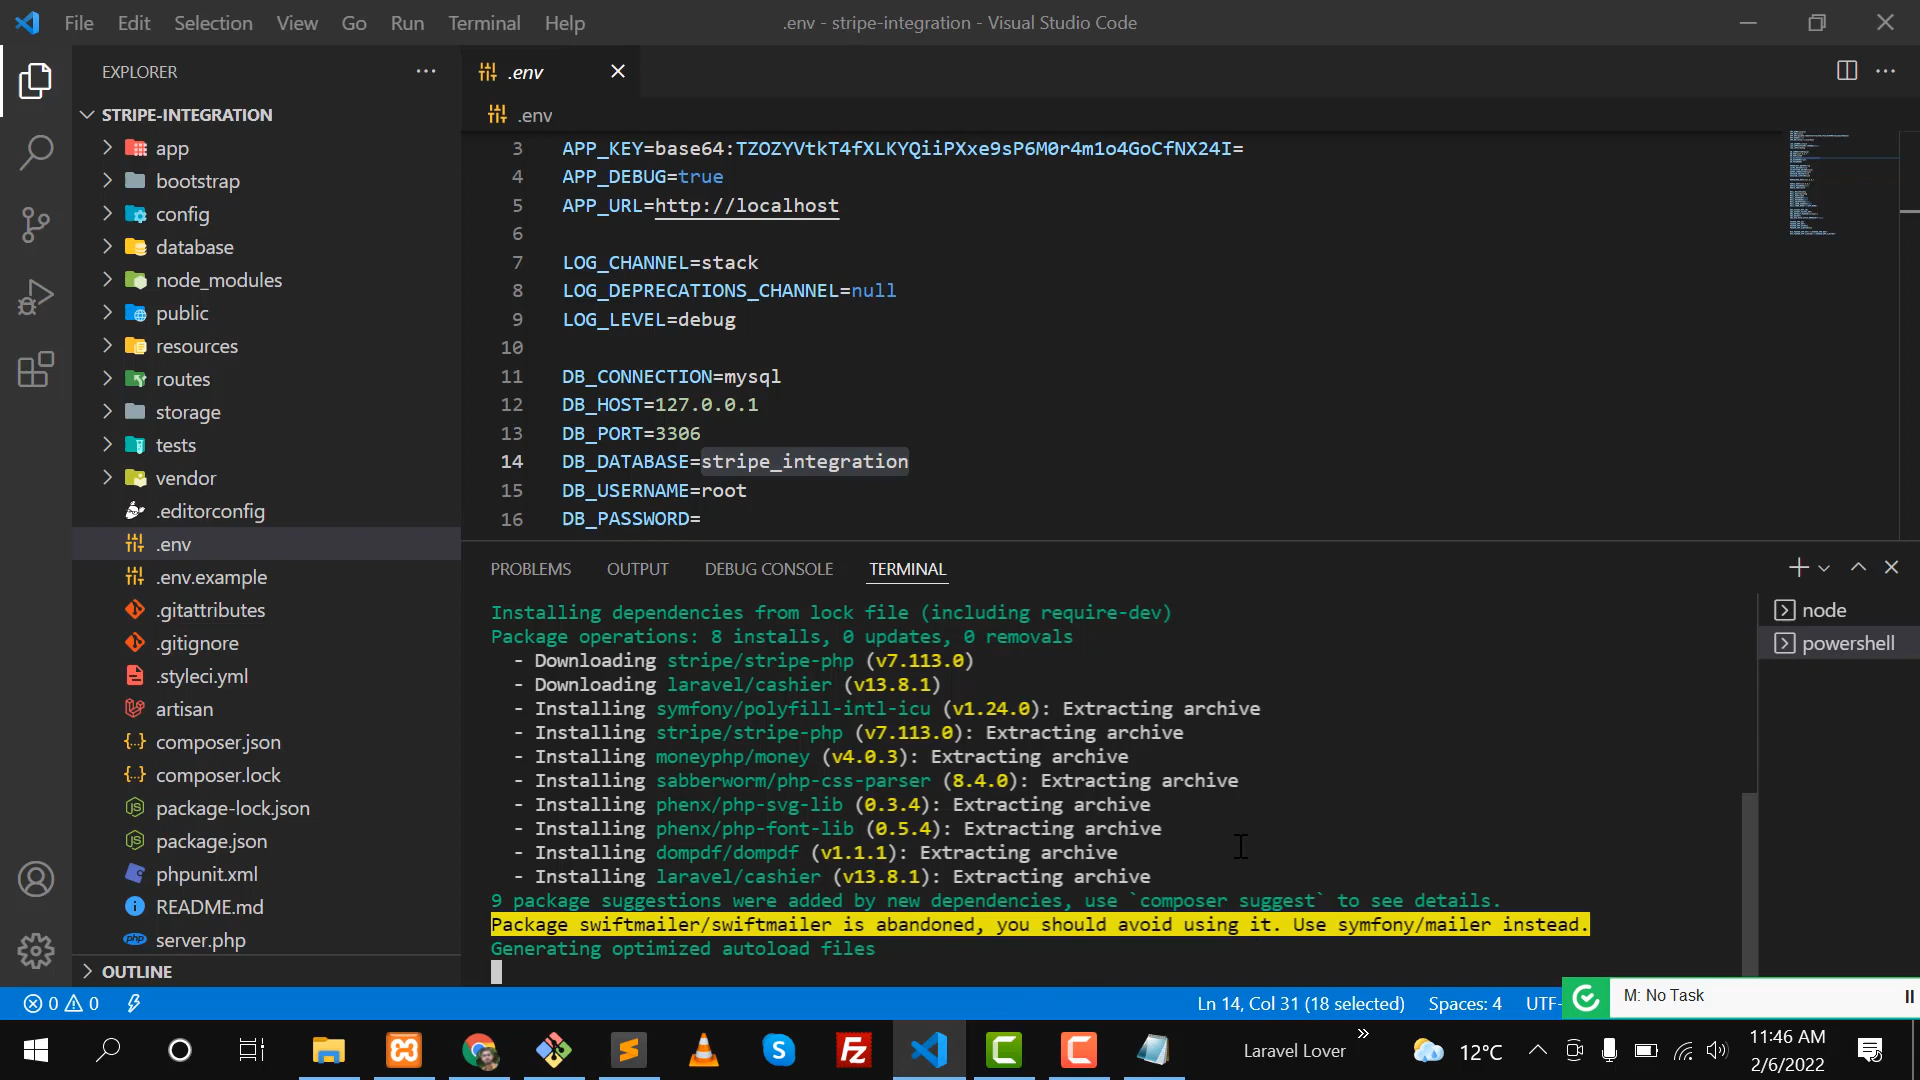 File Edit Selection View Go Run Terminal Help
.env - stripe-integration - Visual Studio Code
EXPLORER
STRIPE-INTEGRATION
app
bootstrap
config
database
node_modules
public
resources
routes
storage
tests
vendor
.editorconfig
.env
.env.example
.gitattributes
.gitignore
.styleci.yml
artisan
composer.json
composer.lock
package-lock.json
package.json
phpunit.xml
README.md
server.php
OUTLINE
.env
.env
3 APP_KEY=base64:TZOZYVtkT4fXLKYQiiPXxe9sP6M0r4m1o4GoCfNX24I=
4 APP_DEBUG=true
5 APP_URL=http://localhost
6
7 LOG_CHANNEL=stack
8 LOG_DEPRECATIONS_CHANNEL=null
9 LOG_LEVEL=debug
10
11 DB_CONNECTION=mysql
12 DB_HOST=127.0.0.1
13 DB_PORT=3306
14 DB_DATABASE=stripe_integration
15 DB_USERNAME=root
16 DB_PASSWORD=
PROBLEMS OUTPUT DEBUG CONSOLE TERMINAL
Installing dependencies from lock file (including require-dev)
Package operations: 8 installs, 0 updates, 0 removals
- Downloading stripe/stripe-php (v7.113.0)
- Downloading laravel/cashier (v13.8.1)
- Installing symfony/polyfill-intl-icu (v1.24.0): Extracting archive
- Installing stripe/stripe-php (v7.113.0): Extracting archive
- Installing moneyphp/money (v4.0.3): Extracting archive
- Installing sabberworm/php-css-parser (8.4.0): Extracting archive
- Installing phenx/php-svg-lib (0.3.4): Extracting archive
- Installing phenx/php-font-lib (0.5.4): Extracting archive
- Installing dompdf/dompdf (v1.1.1): Extracting archive
- Installing laravel/cashier (v13.8.1): Extracting archive
9 package suggestions were added by new dependencies, use `composer suggest` to see details.
Package swiftmailer/swiftmailer is abandoned, you should avoid using it. Use symfony/mailer instead.
Generating optimized autoload files
node
powershell
0 0
Ln 14, Col 31 (18 selected) Spaces: 4 UTF-
M: No Task
Laravel Lover
12°C
11:46 AM
2/6/2022